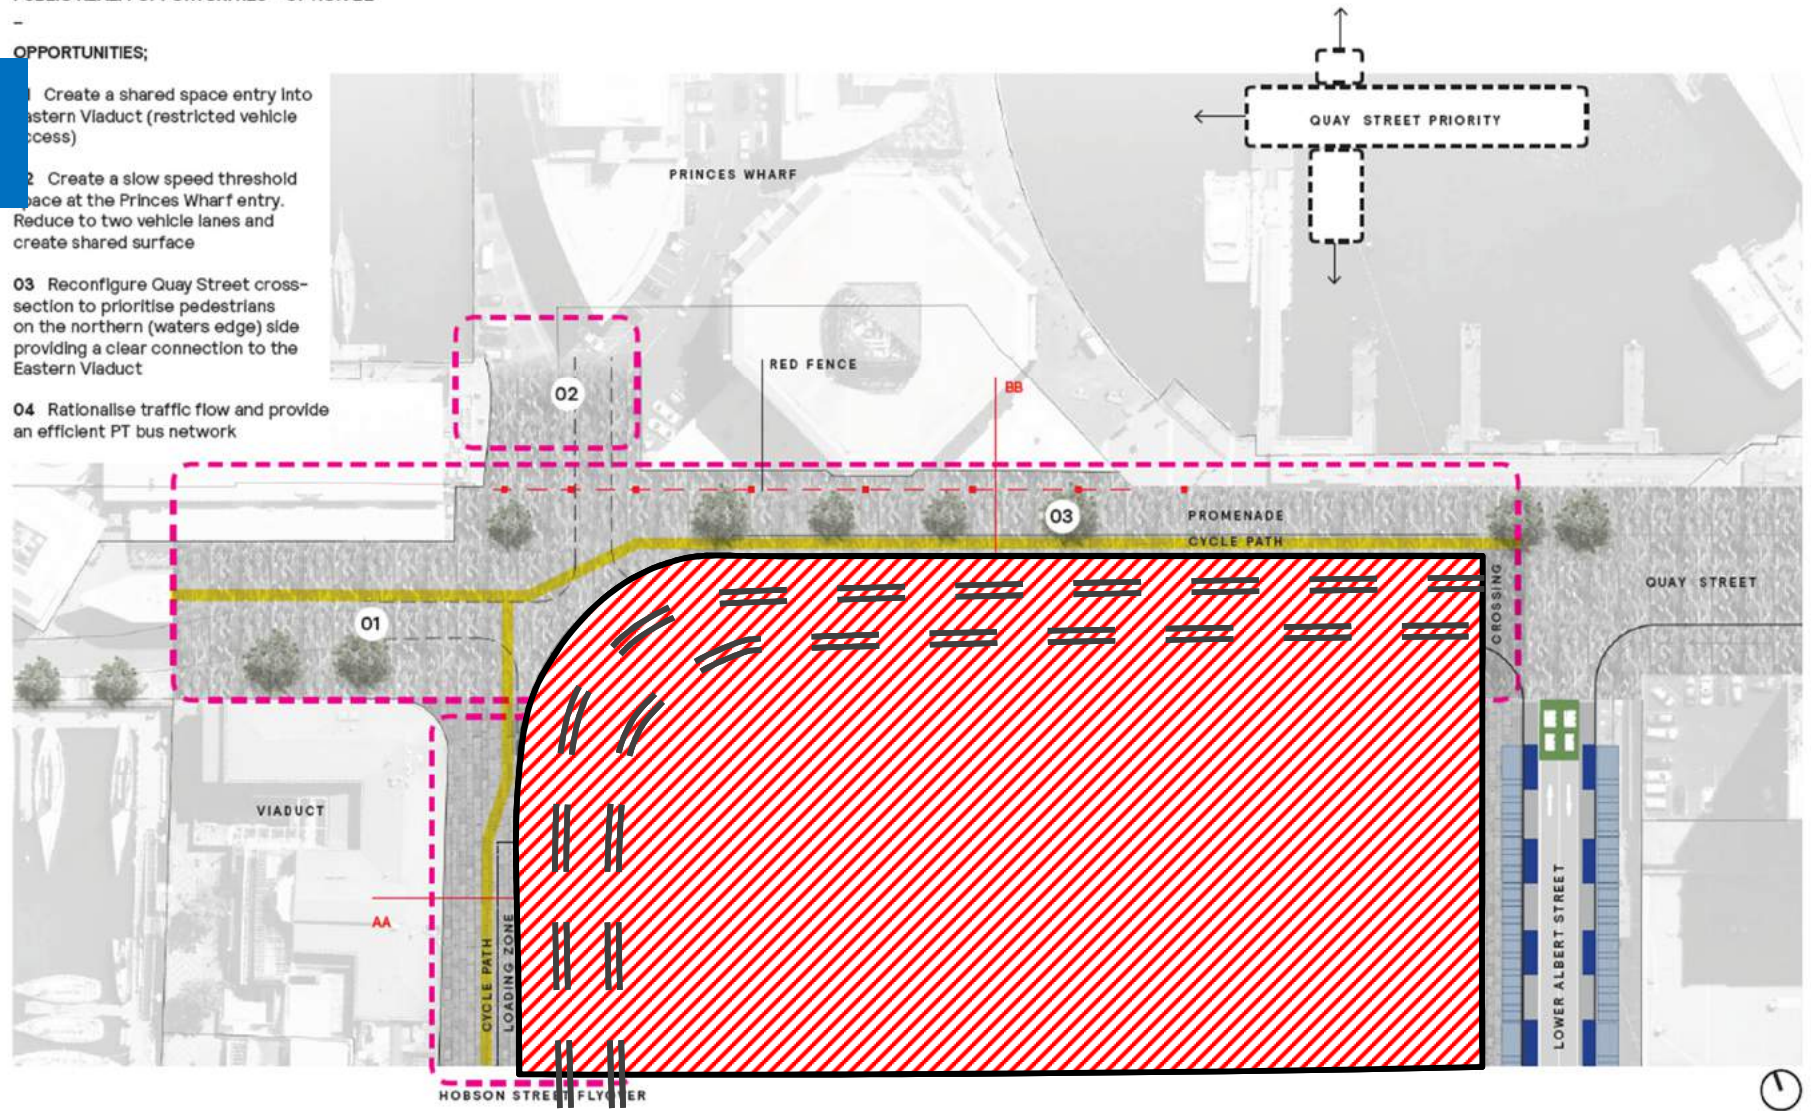 –
OPPORTUNITIES;
Create a shared space entry into
astern Viaduct (restricted vehicle
ccess)
2 Create a slow speed threshold
pace at the Princes Wharf entry.
Reduce to two vehicle lanes and
create shared surface
03 Reconfigure Quay Street cross-
section to prioritise pedestrians
on the northern (waters edge) side
providing a clear connection to the
Eastern Viaduct
04 Rationalise traffic flow and provide
an efficient PT bus network
QUAY STREET PRIORITY
PRINCES WHARF
RED FENCE
BB
02
03
PROMENADE
CYCLE PATH
CROSSING
QUAY STREET
01
VIADUCT
AA
CYCLE PATH
LOADING ZONE
LOWER ALBERT STREET
HOBSON STREET FLYOVER